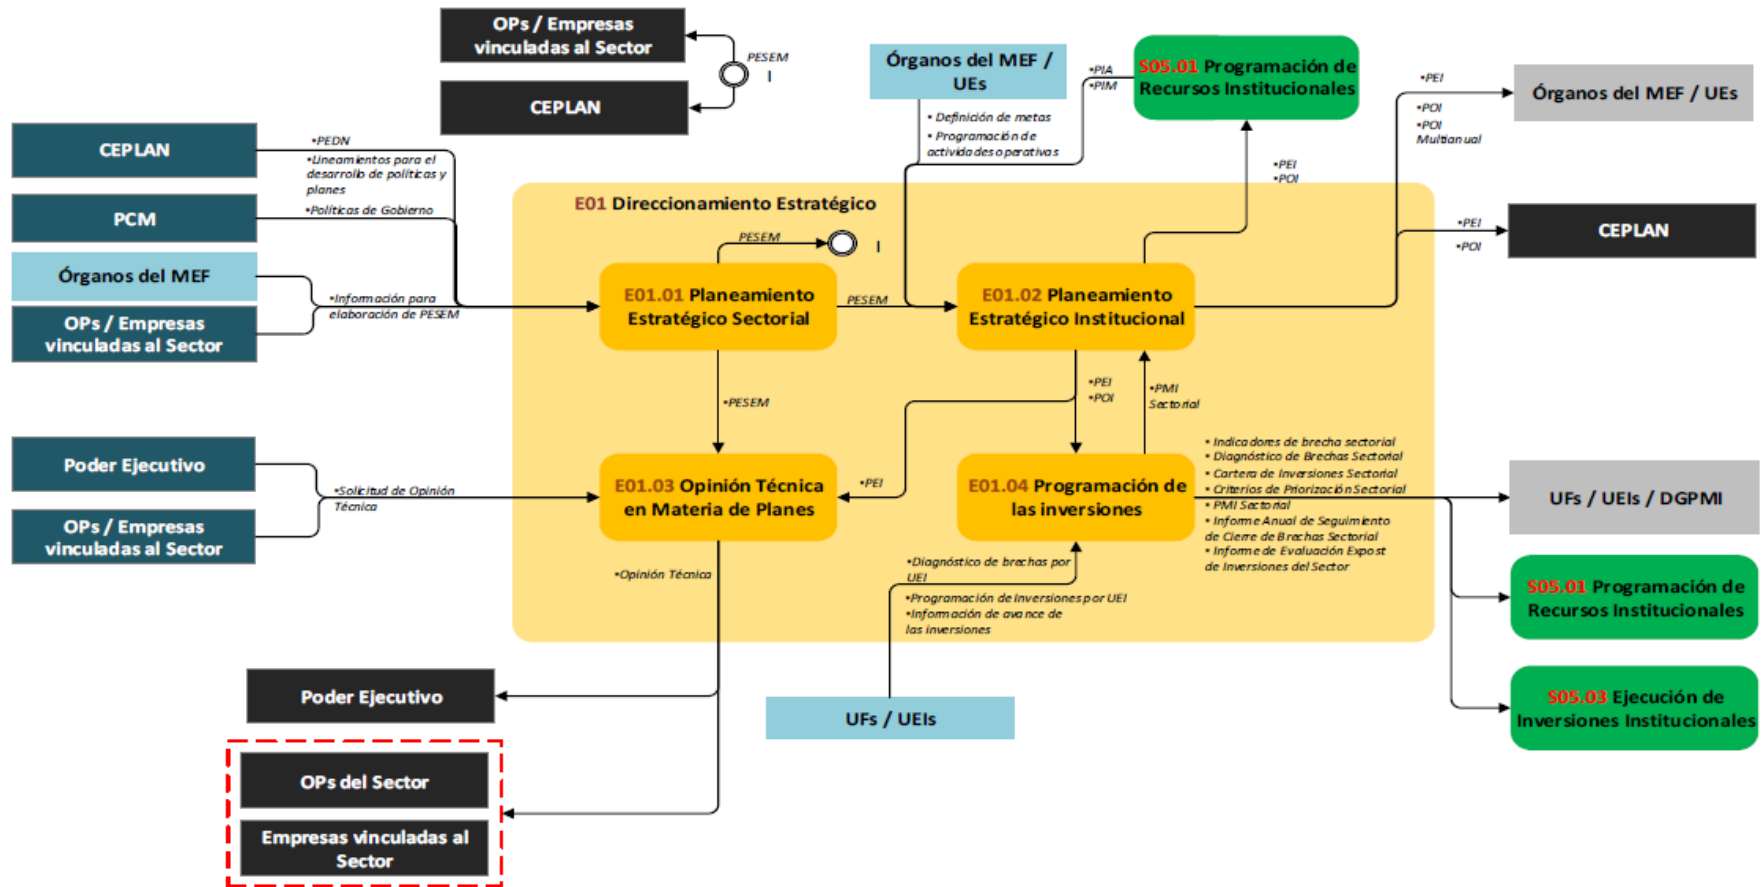 OPs / Empresas
vinculadas al Sector
PESEM
I
CEPLAN
Órganos del MEF /
UEs
•PIA
•PIM
S05.01 Programación de
Recursos Institucionales
•PEI
•POI
•POI
Multianual
Órganos del MEF / UEs
• Definición de metas
• Programación de
actividades operativas
CEPLAN
•PEDN
•Lineamientos para el
desarrollo de políticas y
planes
•PEI
•POI
PCM
•Políticas de Gobierno
E01 Direccionamiento Estratégico
•PEI
•POI
CEPLAN
PESEM
I
Órganos del MEF
•Información para
elaboración de PESEM
OPs / Empresas
vinculadas al Sector
E01.01 Planeamiento
Estratégico Sectorial
PESEM
E01.02 Planeamiento
Estratégico Institucional
•PESEM
•PEI
•POI
•PMI
Sectorial
Poder Ejecutivo
•Solicitud de Opinión
Técnica
OPs / Empresas
vinculadas al Sector
E01.03 Opinión Técnica
en Materia de Planes
•PEI
E01.04 Programación de
las inversiones
• Indicadores de brecha sectorial
• Diagnóstico de Brechas Sectorial
• Cartera de Inversiones Sectorial
• Criterios de Priorización Sectorial
• PMI Sectorial
• Informe Anual de Seguimiento
de Cierre de Brechas Sectorial
• Informe de Evaluación Expost
de Inversiones del Sector
UFs / UEIs / DGPMI
•Opinión Técnica
•Diagnóstico de brechas por
UEI
•Programación de Inversiones por UEI
•Información de avance de
las inversiones
S05.01 Programación de
Recursos Institucionales
Poder Ejecutivo
UFs / UEIs
S05.03 Ejecución de
Inversiones Institucionales
OPs del Sector
Empresas vinculadas al
Sector